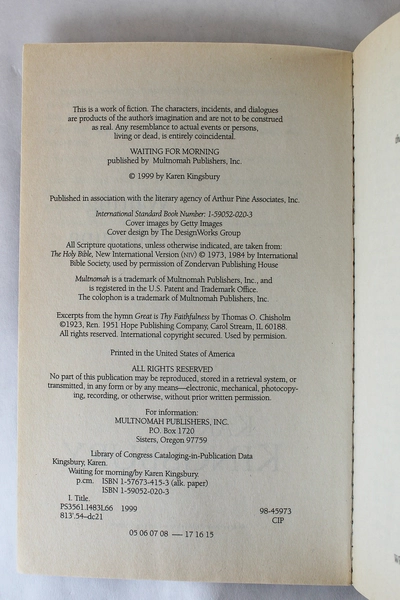 This is a work of fiction. The characters, incidents, and dialogues
are products of the author's imagination and are not to be construed
as real. Any resemblance to actual events or persons,
living or dead, is entirely coincidental.
WAITING FOR MORNING
published by Multnomah Publishers, Inc.
© 1999 by Karen Kingsbury
Published in association with the literary agency of Arthur Pine Associates, Inc.
International Standard Book Number: 1-59052-020-3
Cover images by Getty Images
Cover design by The DesignWorks Group
All Scripture quotations, unless otherwise indicated, are taken from:
The Holy Bible, New International Version (NIV) © 1973, 1984 by International
Bible Society, used by permission of Zondervan Publishing House
Multnomah is a trademark of Multnomah Publishers, Inc., and
is registered in the U.S. Patent and Trademark Office.
The colophon is a trademark of Multnomah Publishers, Inc.
Excerpts from the hymn Great is Thy Faithfulness by Thomas O. Chisholm
©1923, Ren. 1951 Hope Publishing Company, Carol Stream, IL 60188.
All rights reserved. International copyright secured. Used by permision.
Printed in the United States of America
ALL RIGHTS RESERVED
No part of this publication may be reproduced, stored in a retrieval system, or
transmitted, in any form or by any means—electronic, mechanical, photocopy-
ing, recording, or otherwise, without prior written permission.
For information:
MULTNOMAH PUBLISHERS, INC.
P.O. Box 1720
Sisters, Oregon 97759
Library of Congress Cataloging-in-Publication Data
Kingsbury, Karen.
Waiting for morning/by Karen Kingsbury.
p.cm. ISBN 1-57673-415-3 (alk. paper)
ISBN 1-59052-020-3
I. Title.
PS3561.I483L66 1999 98-45973
813'.54–dc21 CIP
05 06 07 08 — 17 16 15